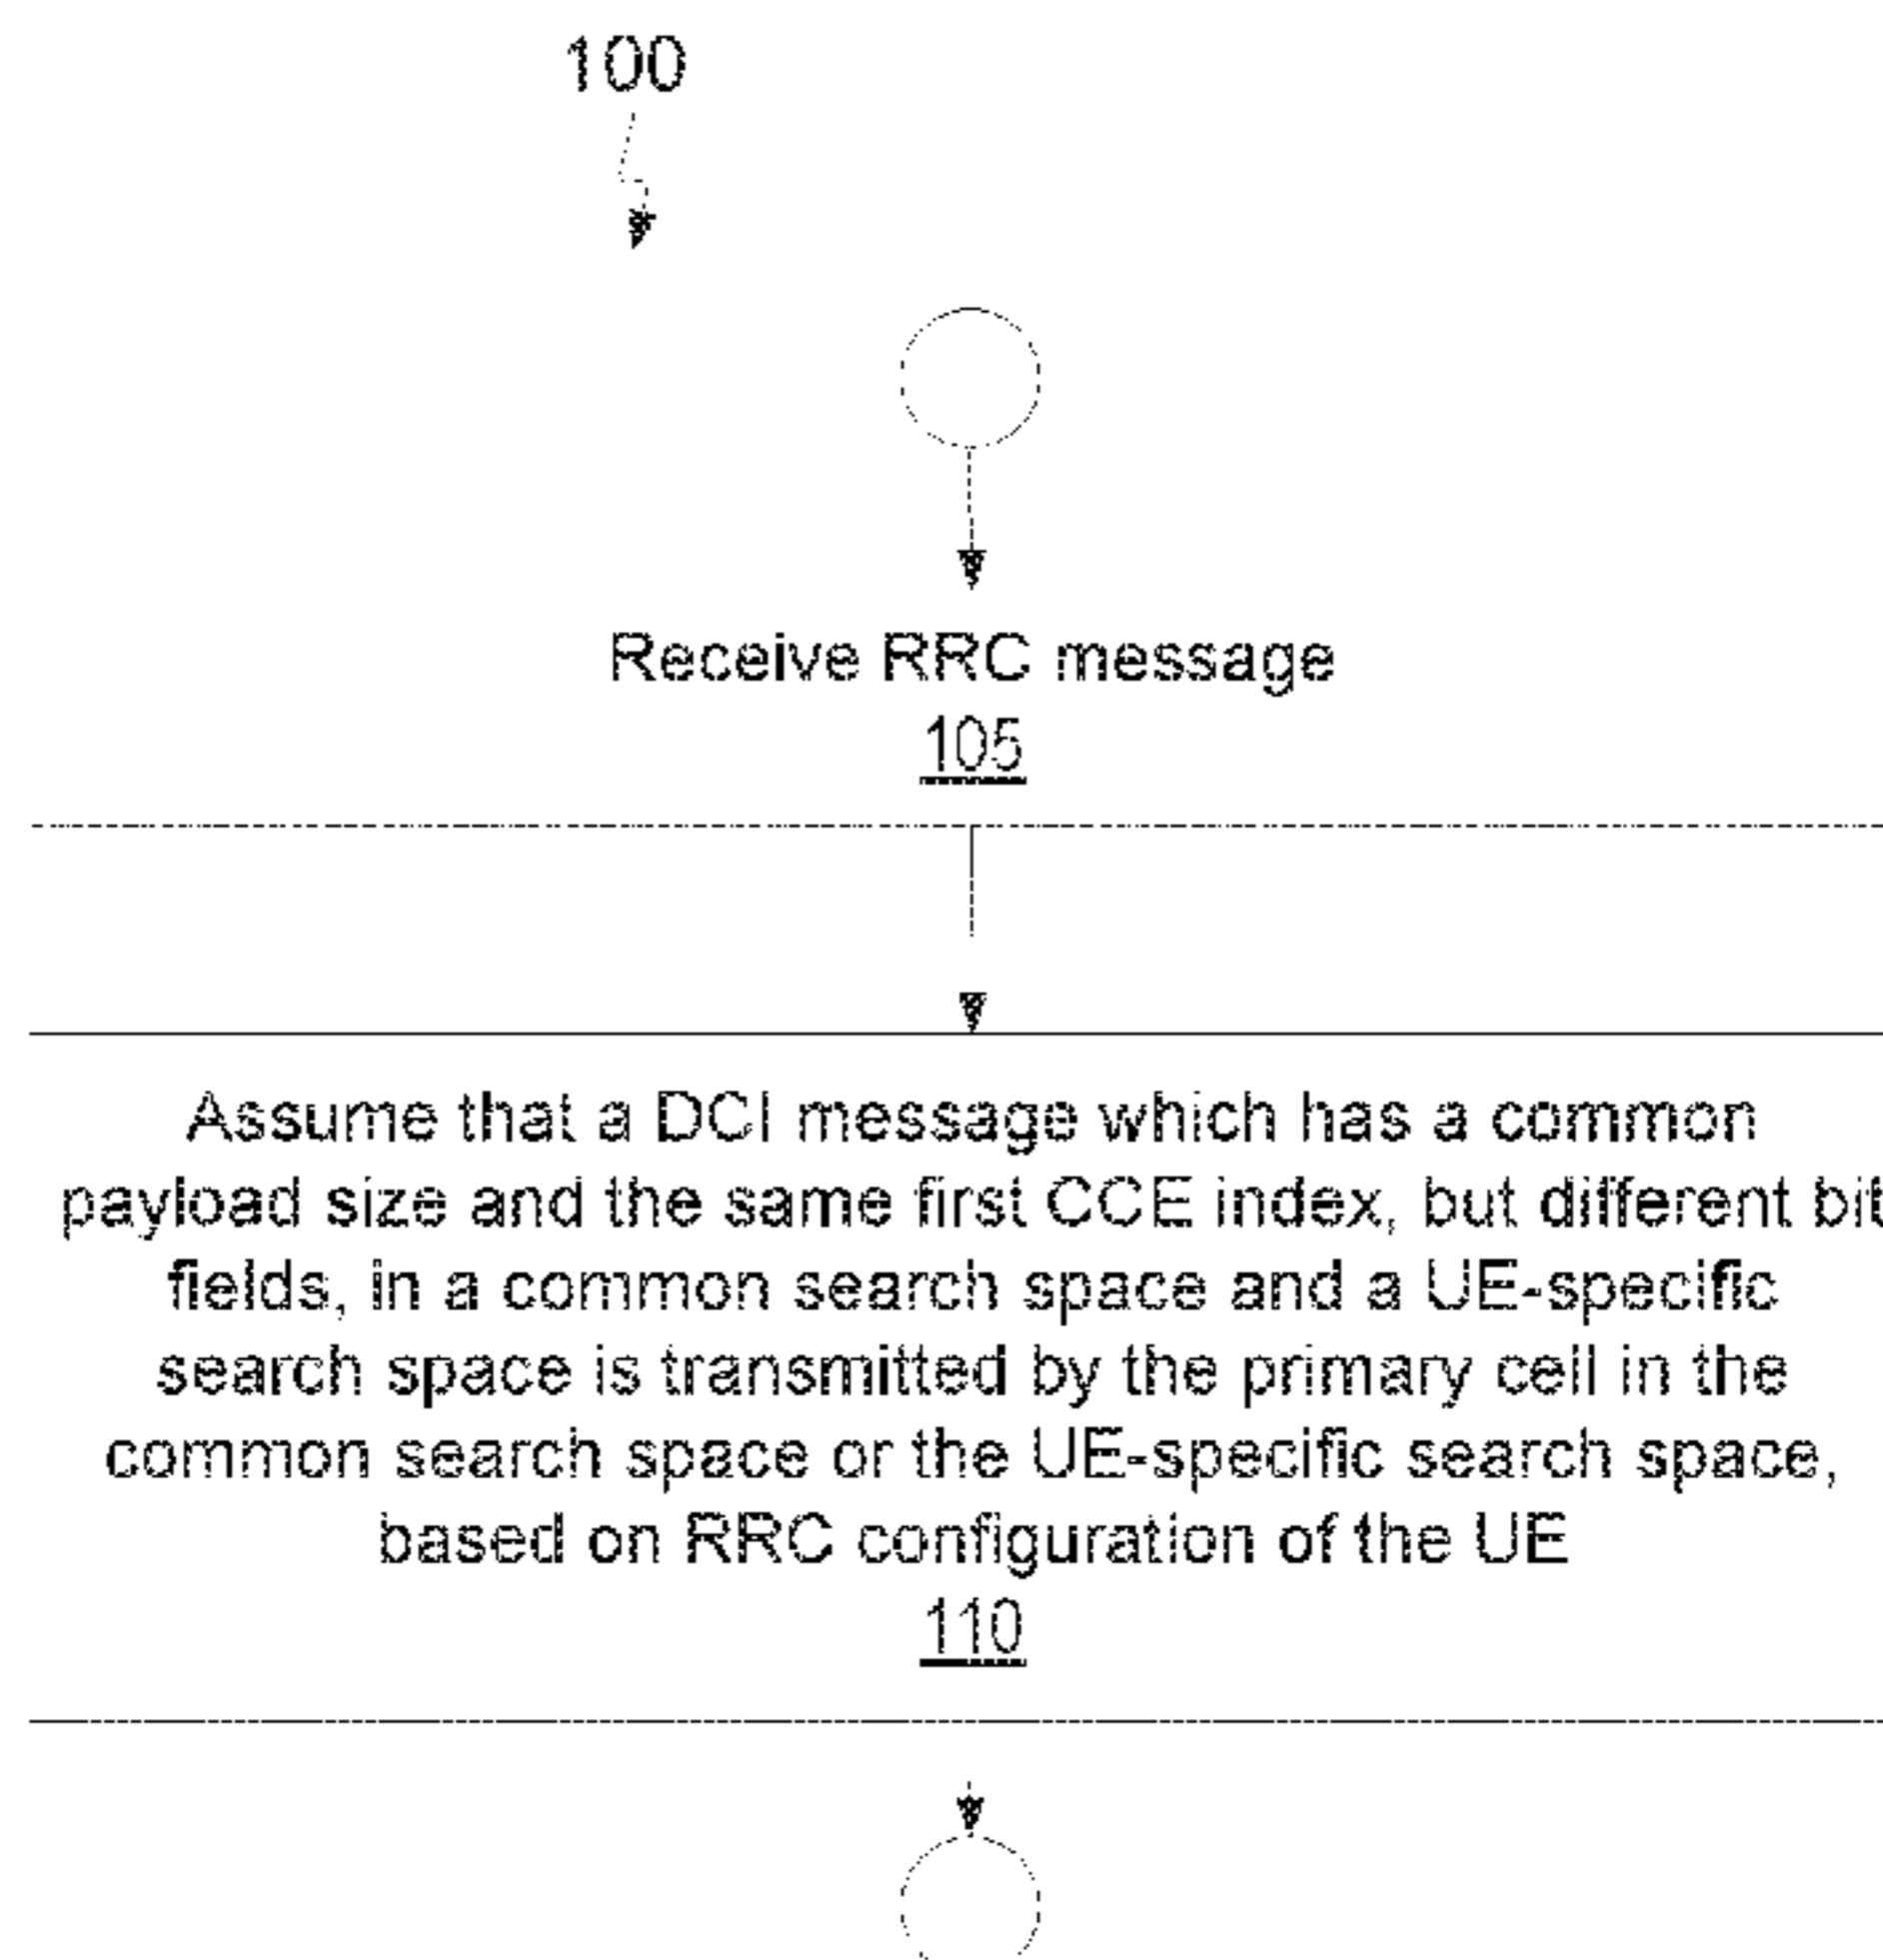 100
Receive RRC message
105
Assume that a DCI message which has a common
payload size and the same first CCE index, but different bit
fields, in a common search space and a UE-specific
search space is transmitted by the primary cell in the
common search space or the UE-specific search space,
based on RRC configuration of the UE
110